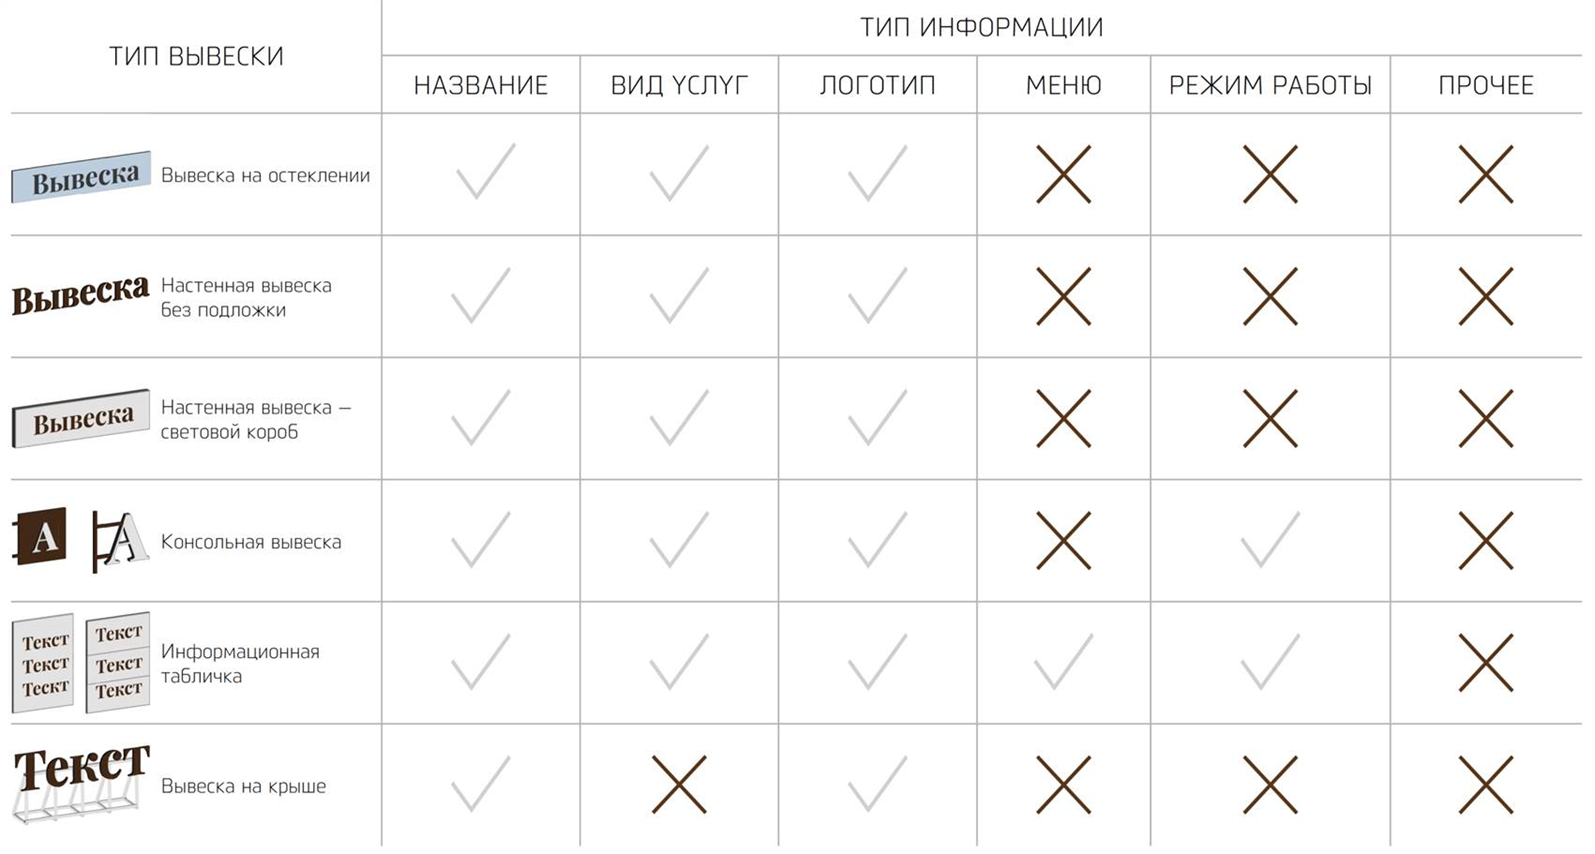 ТИП ВЫВЕСКИ
ТИП ИНФОРМАЦИИ
НАЗВАНИЕ ВИД УСЛУГ ЛОГОТИП МЕНЮ РЕЖИМ РАБОТЫ ПРОЧЕЕ
Вывеска
Вывеска на остеклении
Вывеска
Настенная вывеска
без подложки
Вывеска
Настенная вывеска –
световой короб
А
А
Консольная вывеска
Текст
Текст
Тескт
Текст
Текст
Текст
Информационная
табличка
Текст
Вывеска на крыше